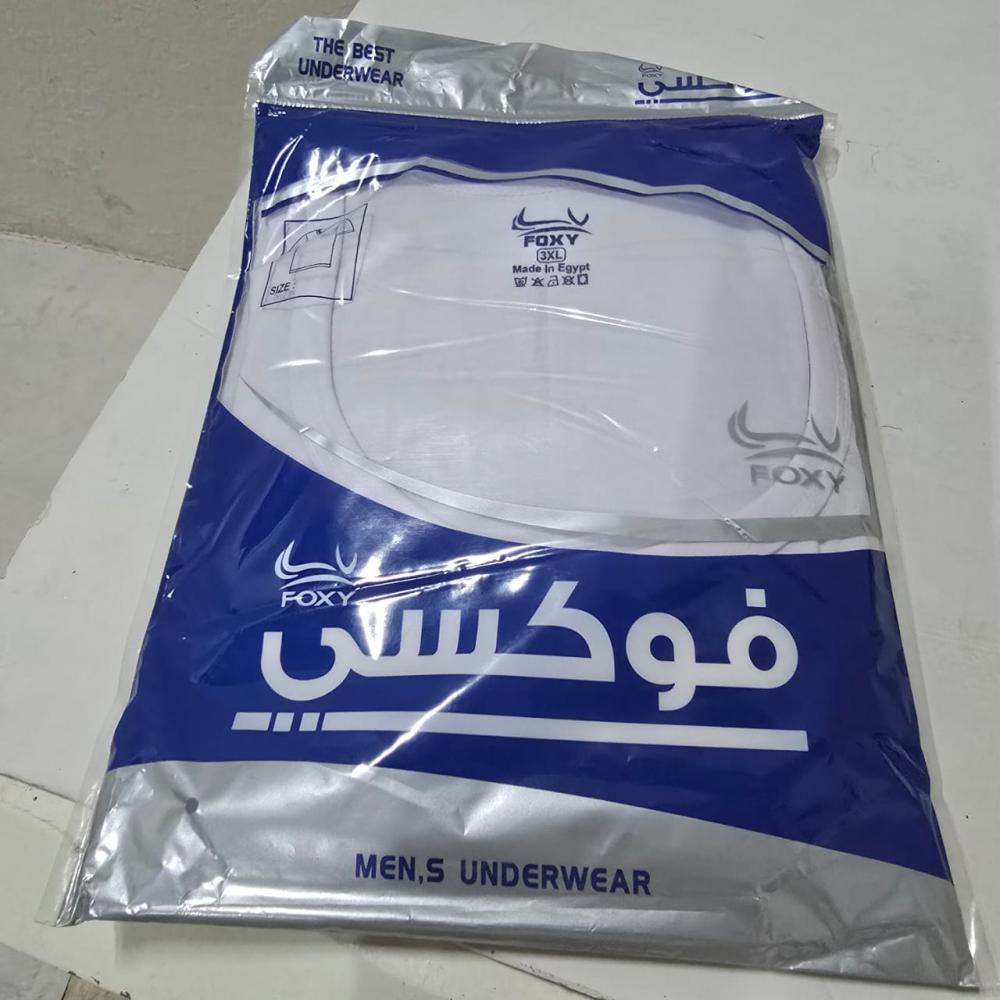 THE BEST
UNDERWEAR
FOXY
فوكسي
FOXY
3XL
Made In Egypt
SIZE :
FOXY
FOXY
فوكسي
MEN,S UNDERWEAR